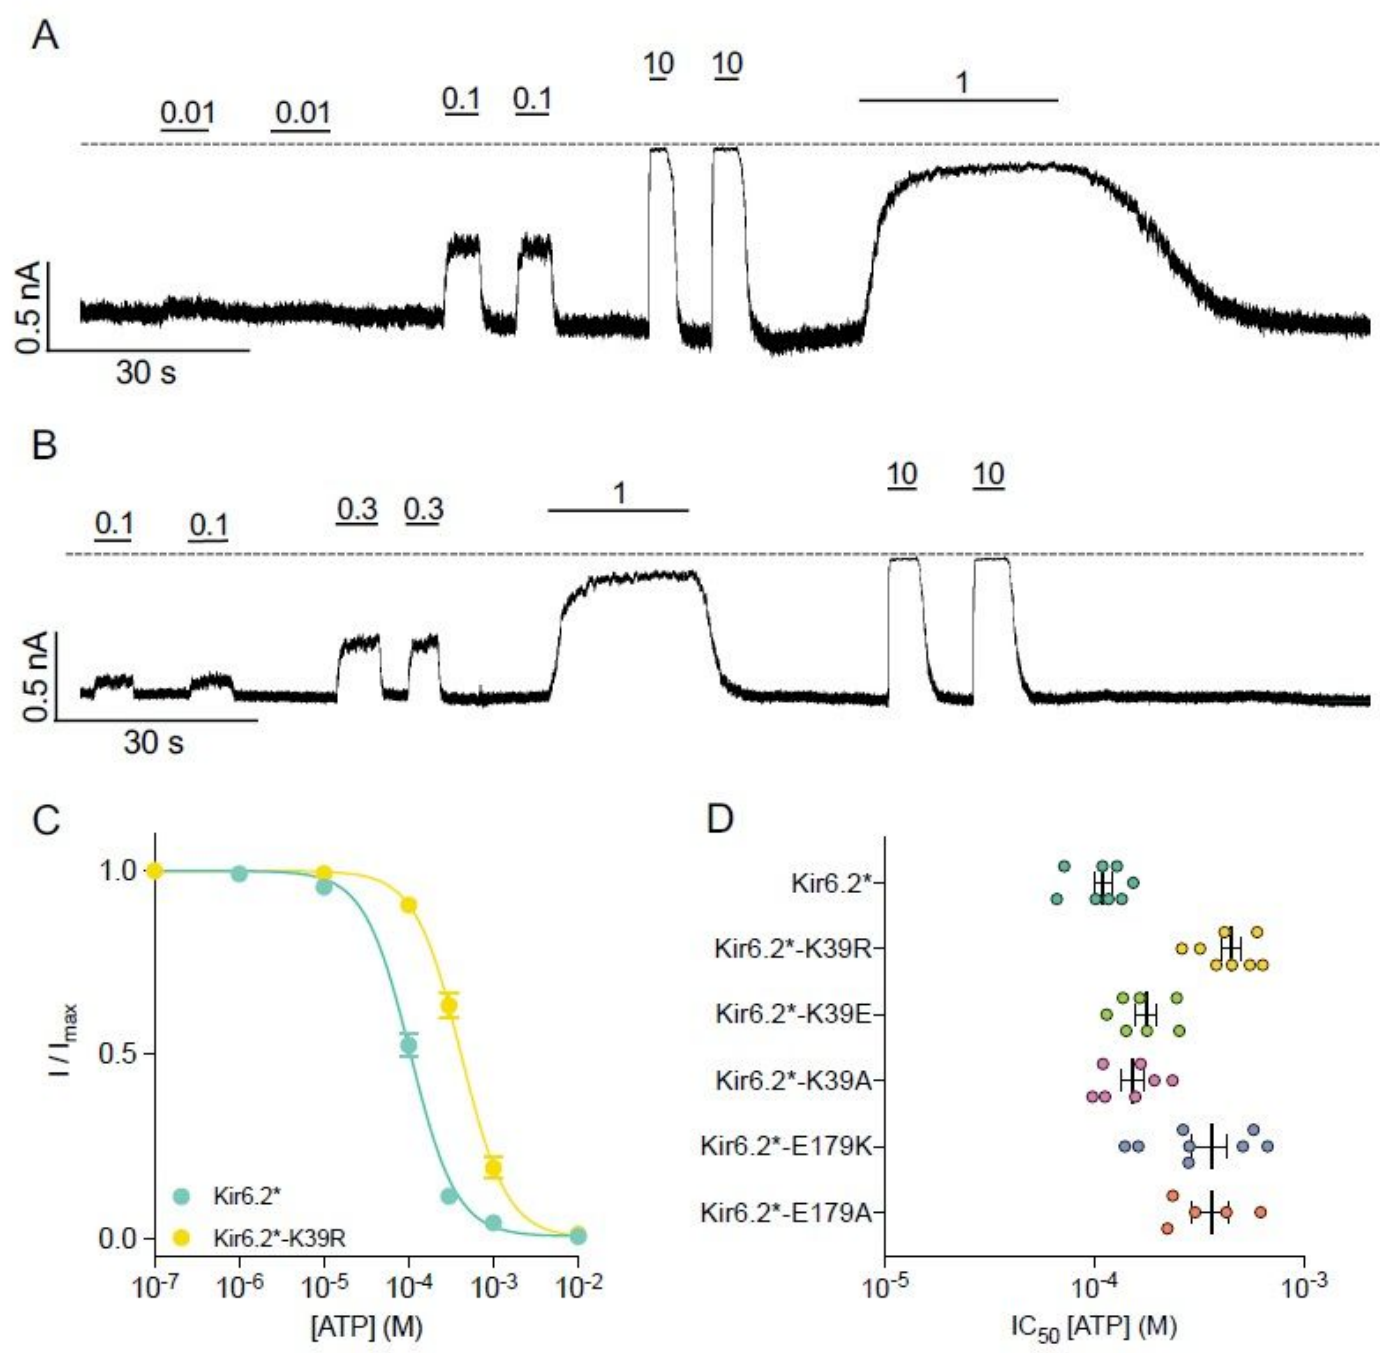 A
0.01 0.01 0.1 0.1 10 10 1
0.5 nA
30 s
B
0.1 0.1 0.3 0.3 1 10 10
0.5 nA
30 s
C
I / Imax
1.0
0.5
0.0
Kir6.2*
Kir6.2*-K39R
10-7 10-6 10-5 10-4 10-3 10-2
[ATP] (M)
D
Kir6.2*
Kir6.2*-K39R
Kir6.2*-K39E
Kir6.2*-K39A
Kir6.2*-E179K
Kir6.2*-E179A
10-5 10-4 10-3
IC50 [ATP] (M)